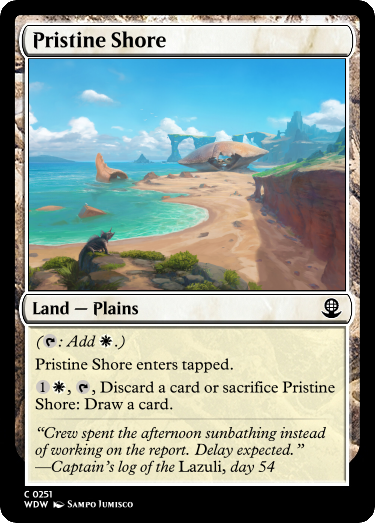 Pristine Shore
Land — Plains
(: Add .)
Pristine Shore enters tapped.
1 , , Discard a card or sacrifice Pristine
Shore: Draw a card.
“Crew spent the afternoon sunbathing instead
of working on the report. Delay expected.”
—Captain's log of the Lazuli, day 54
C 0251
WDW Sampo Jumisco